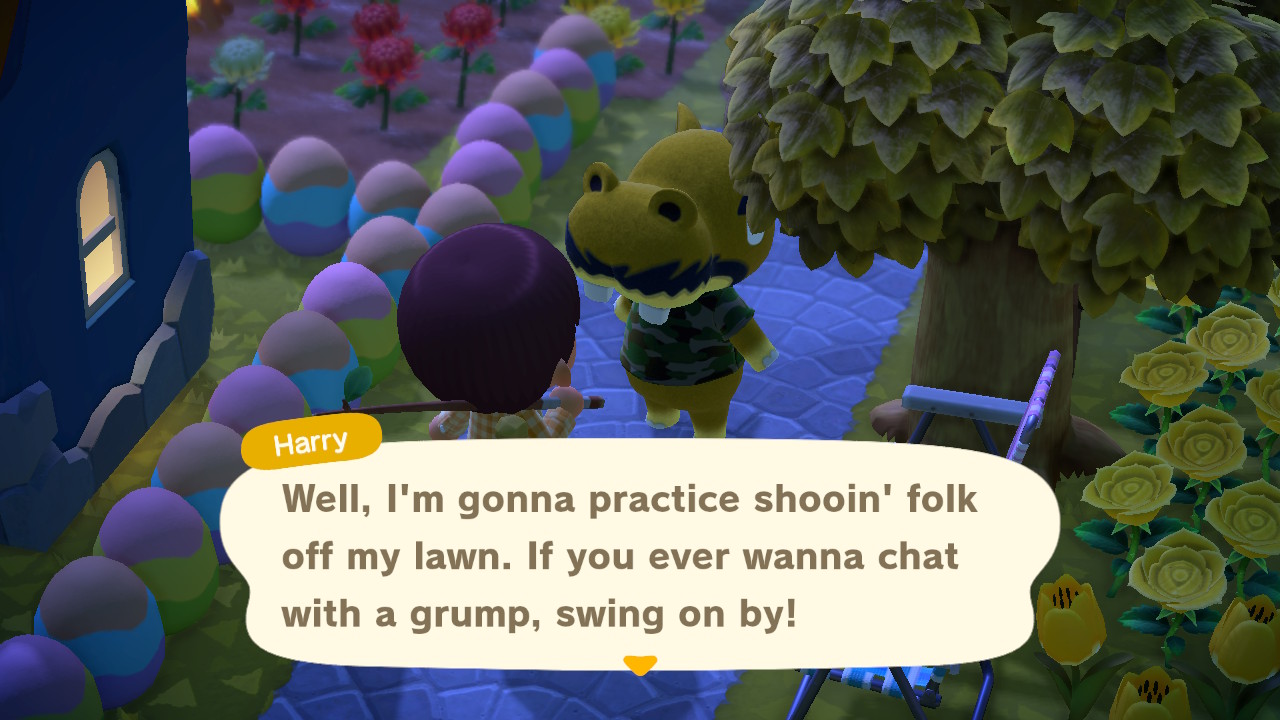 Harry
Well, I'm gonna practice shooin' folk
off my lawn. If you ever wanna chat
with a grump, swing on by!